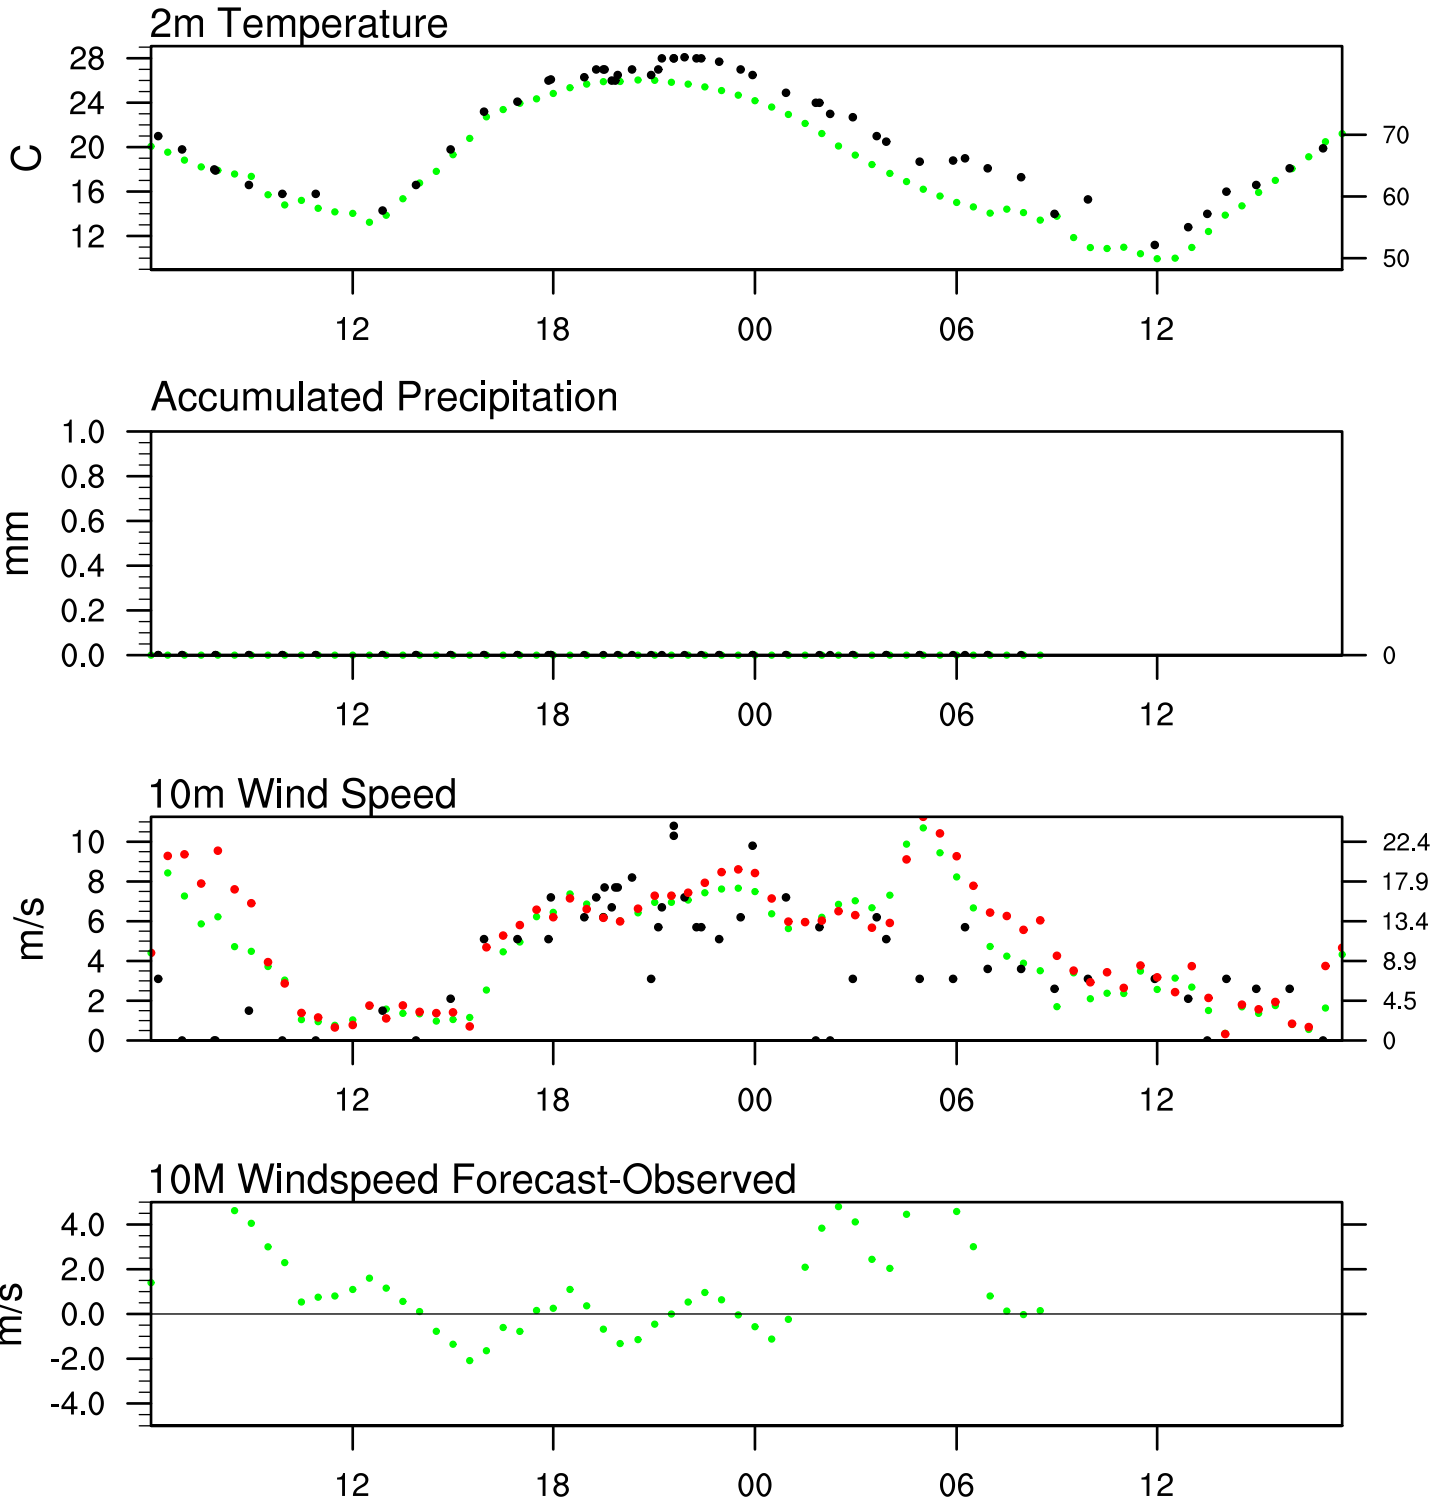 2m Temperature
28
24
20
16
12
C
70
60
50
12 18 00 06 12
Accumulated Precipitation
1.0
0.8
0.6
0.4
0.2
0.0
mm
0
12 18 00 06 12
10m Wind Speed
10
8
6
4
2
0
m/s
22.4
17.9
13.4
8.9
4.5
0
12 18 00 06 12
10M Windspeed Forecast-Observed
4.0
2.0
0.0
-2.0
-4.0
m/s
12 18 00 06 12